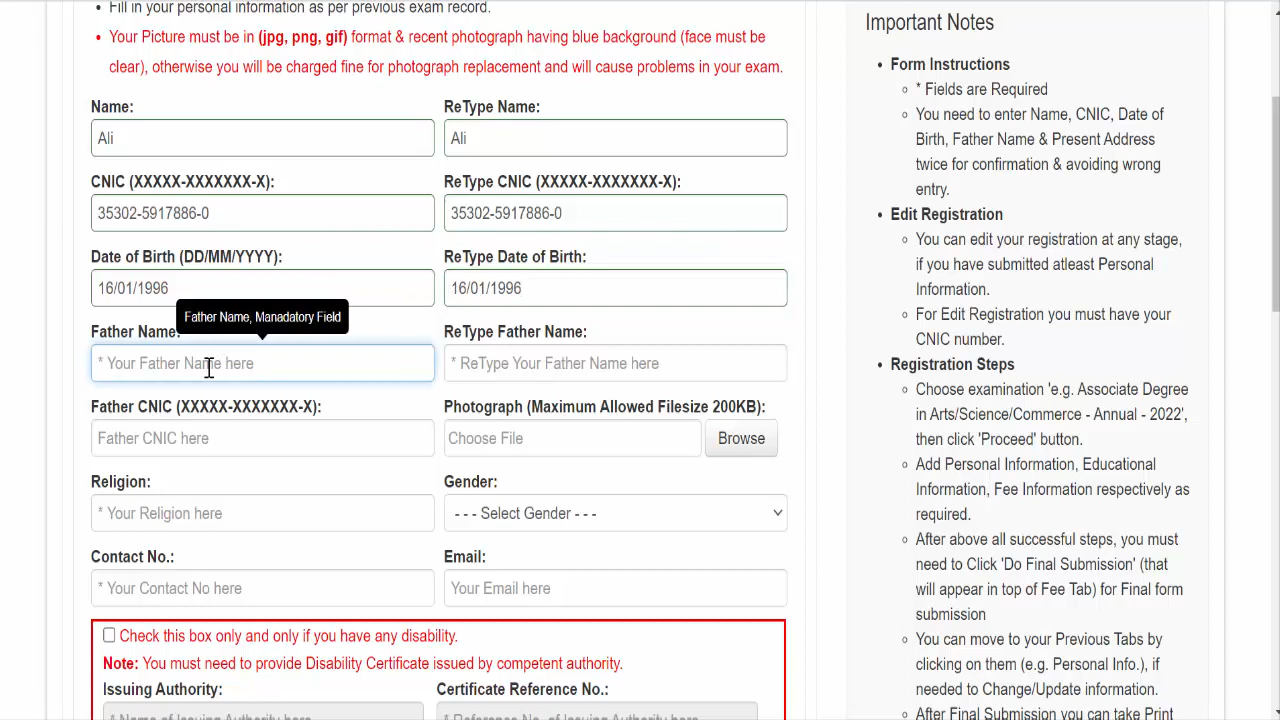 Fill in your personal information as per previous exam record.
Your Picture must be in (jpg, png, gif) format & recent photograph having blue background (face must be
clear), otherwise you will be charged fine for photograph replacement and will cause problems in your exam.
Name:
ReType Name:
Ali
Ali
CNIC (XXXXX-XXXXXXX-X):
ReType CNIC (XXXXX-XXXXXXX-X):
35302-5917886-0
35302-5917886-0
Date of Birth (DD/MM/YYYY):
ReType Date of Birth:
16/01/1996
16/01/1996
Father Name, Manadatory Field
Father Name:
ReType Father Name:
* Your Father Name here
* ReType Your Father Name here
Father CNIC (XXXXX-XXXXXXX-X):
Photograph (Maximum Allowed Filesize 200KB):
Father CNIC here
Choose File
Browse
Religion:
Gender:
* Your Religion here
- - - Select Gender - - -
Contact No.:
Email:
* Your Contact No here
Your Email here
Check this box only and only if you have any disability.
Note: You must need to provide Disability Certificate issued by competent authority.
Issuing Authority:
Certificate Reference No.:
* Name of Issuing Authority here
* Reference No. of Issuing Authority here
Important Notes
Form Instructions
* Fields are Required
You need to enter Name, CNIC, Date of
Birth, Father Name & Present Address
twice for confirmation & avoiding wrong
entry.
Edit Registration
You can edit your registration at any stage,
if you have submitted atleast Personal
Information.
For Edit Registration you must have your
CNIC number.
Registration Steps
Choose examination 'e.g. Associate Degree
in Arts/Science/Commerce - Annual - 2022',
then click 'Proceed' button.
Add Personal Information, Educational
Information, Fee Information respectively as
required.
After above all successful steps, you must
need to Click 'Do Final Submission' (that
will appear in top of Fee Tab) for Final form
submission
You can move to your Previous Tabs by
clicking on them (e.g. Personal Info.), if
needed to Change/Update information.
After Final Submission you can take Print